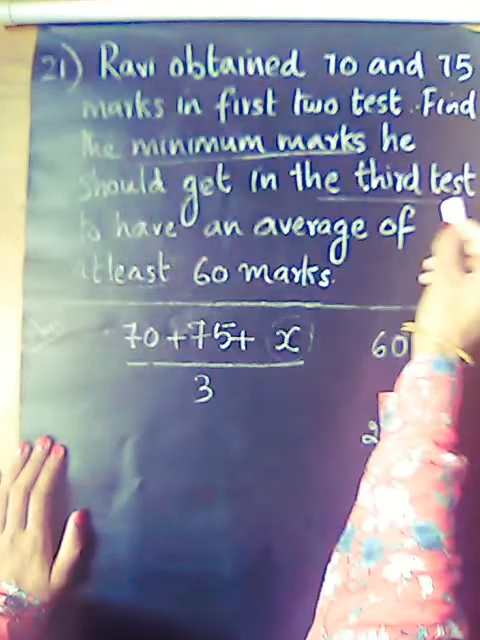 21) Ravi obtained 70 and 75
marks in first two test. Find
the minimum marks he
should get in the third test
to have an average of
atleast 60 marks.
70+75+ x
3
60
2